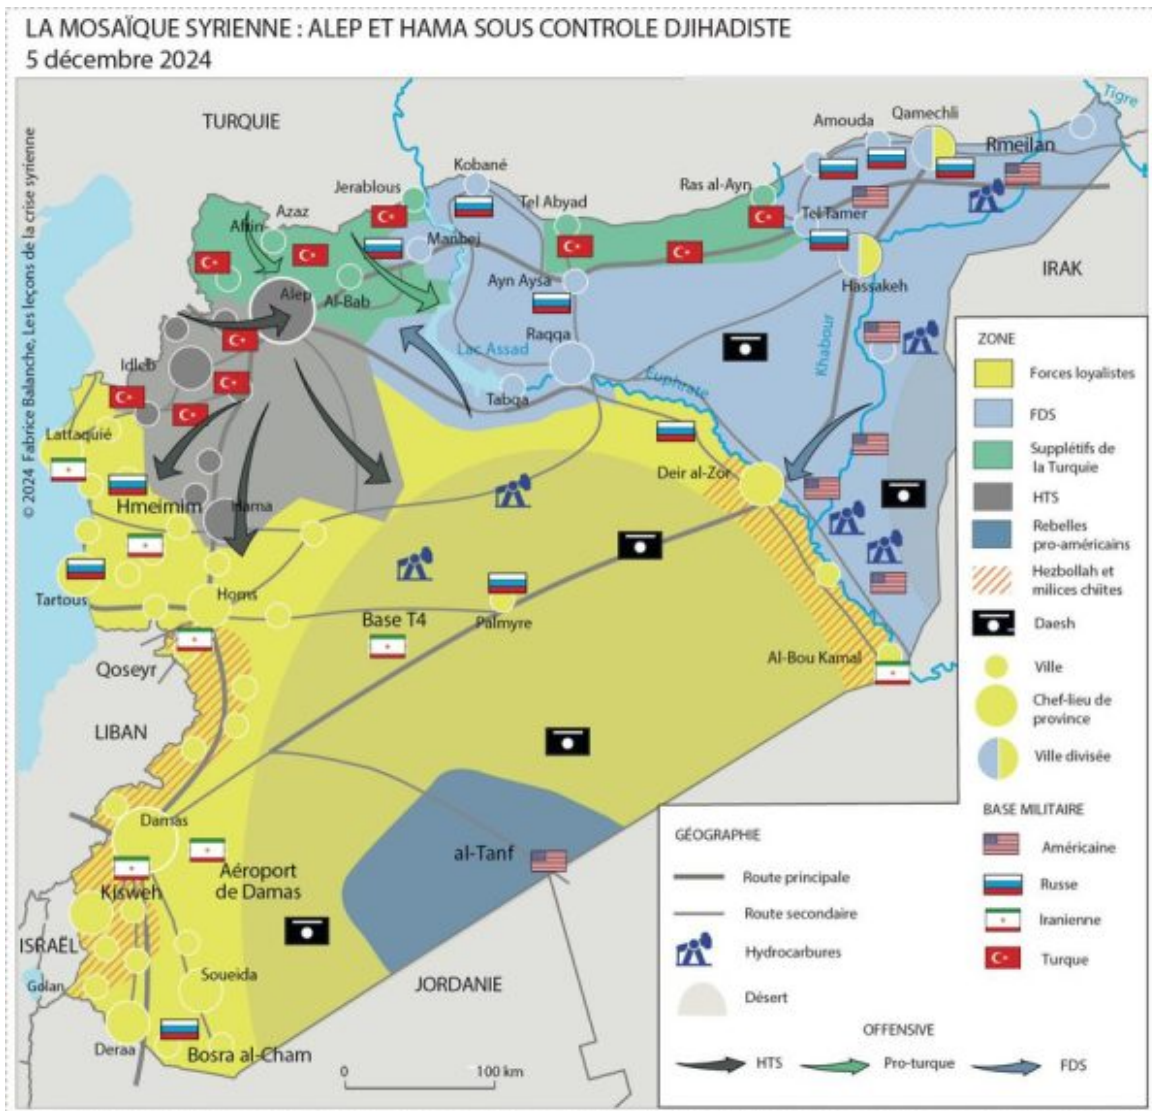 LA MOSAÏQUE SYRIENNE : ALEP ET HAMA SOUS CONTROLE DJIHADISTE
5 décembre 2024
© 2024 Fabrice Balanche, Les leçons de la crise syrienne
TURQUIE
Tigre
Amouda
Qamechli
Rmeilan
Kobané
Jerablous
Tel Abyad
Ras al-Ayn
Azaz
Afrin
Manbej
Tel Tamer
Al-Bab
Alep
Ayn Aysa
Hassakeh
IRAK
Idleb
Raqqa
Lac Assad
Khabour
Tabqa
Euphrate
Lattaquié
Deir al-Zor
Hmeimim
Hama
Tartous
Homs
Base T4
Palmyre
Qoseyr
Al-Bou Kamal
LIBAN
Damas
Aéroport
de Damas
al-Tanf
Kisweh
ISRAËL
Golan
Soueida
JORDANIE
Deraa
Bosra al-Cham
0
100 km
ZONE
Forces loyalistes
FDS
Supplétifs de
la Turquie
HTS
Rebelles
pro-américains
Hezbollah et
milices chiites
Daesh
Ville
Chef-lieu de
province
Ville divisée
BASE MILITAIRE
Américaine
Russe
Iranienne
Turque
GÉOGRAPHIE
Route principale
Route secondaire
Hydrocarbures
Désert
OFFENSIVE
HTS
Pro-turque
FDS